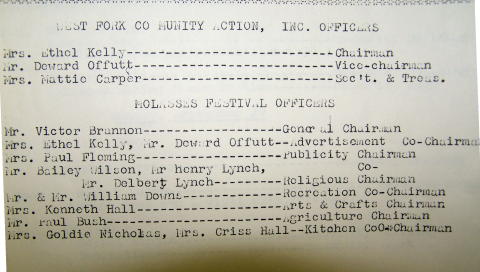 WEST FORK CO MUNITY ACTION, INC. OFFICERS
Mrs. Ethel Kelly-----------------------------Chairman
Mr. Deward Offutt----------------------------Vice-chairman
Mrs. Mattie Carper---------------------------Sec't. & Treas.
MOLASSES FESTIVAL OFFICERS
Mr. Victor Brannon-------------------General Chairman
Mrs. Ethel Kelly, Mr. Deward Offutt--Advertisement Co-Chairman
Mrs. Paul Fleming--------------------Publicity Chairman
Mr. Bailey Wilson, Mr henry Lynch, Co-
Mr. Delbert Lynch---------Religious Chairman
Mr. & Mr. William Downs--------------Recreation Co-Chairman
Mrs. Kenneth Hall--------------------Arts & Crafts Chairman
Mr. Paul Bush------------------------Agriculture Chairman
Mrs. Goldie Nicholas, Mrs. Criss Hall--Kitchen CoO-Chairman